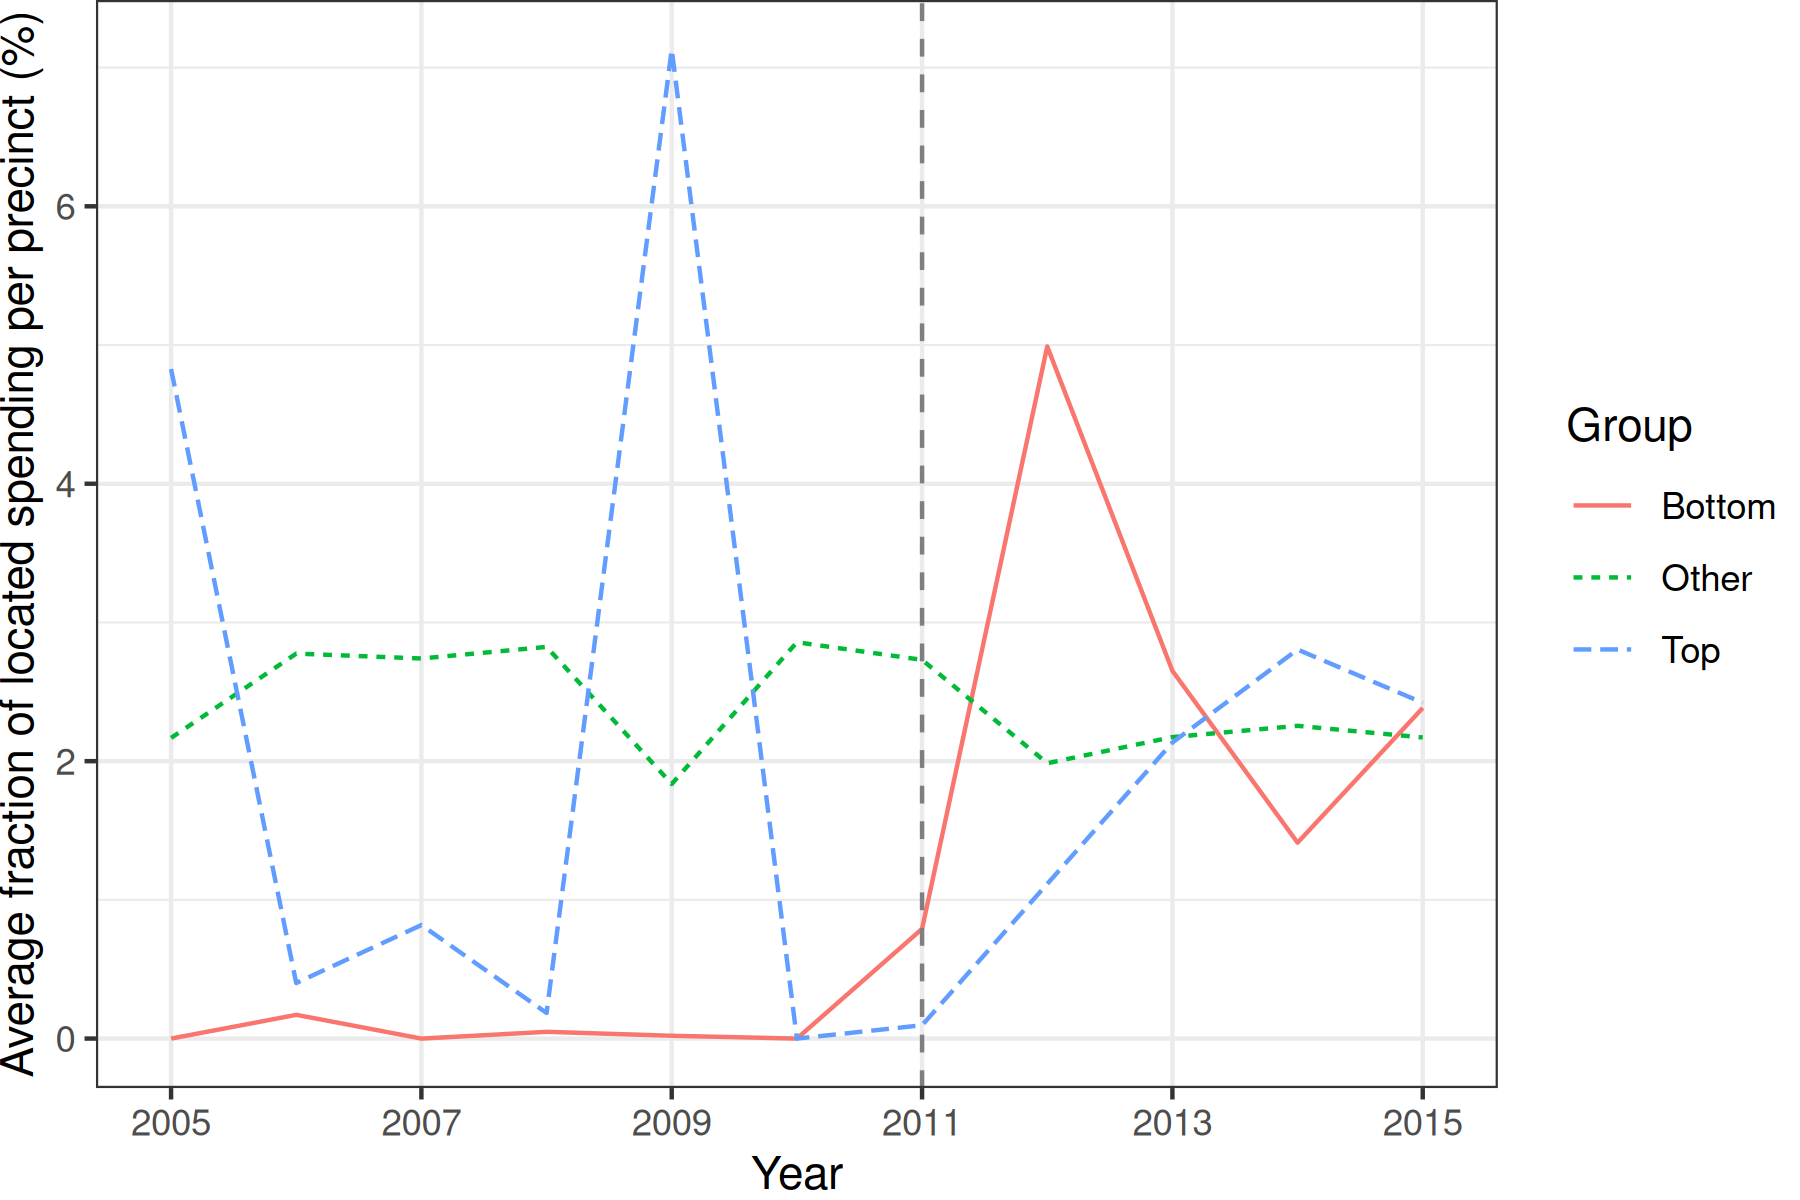 Average fraction of located spending per precinct (%)
6
4
2
0
2005 2007 2009 2011 2013 2015
Year
Group
Bottom
Other
Top